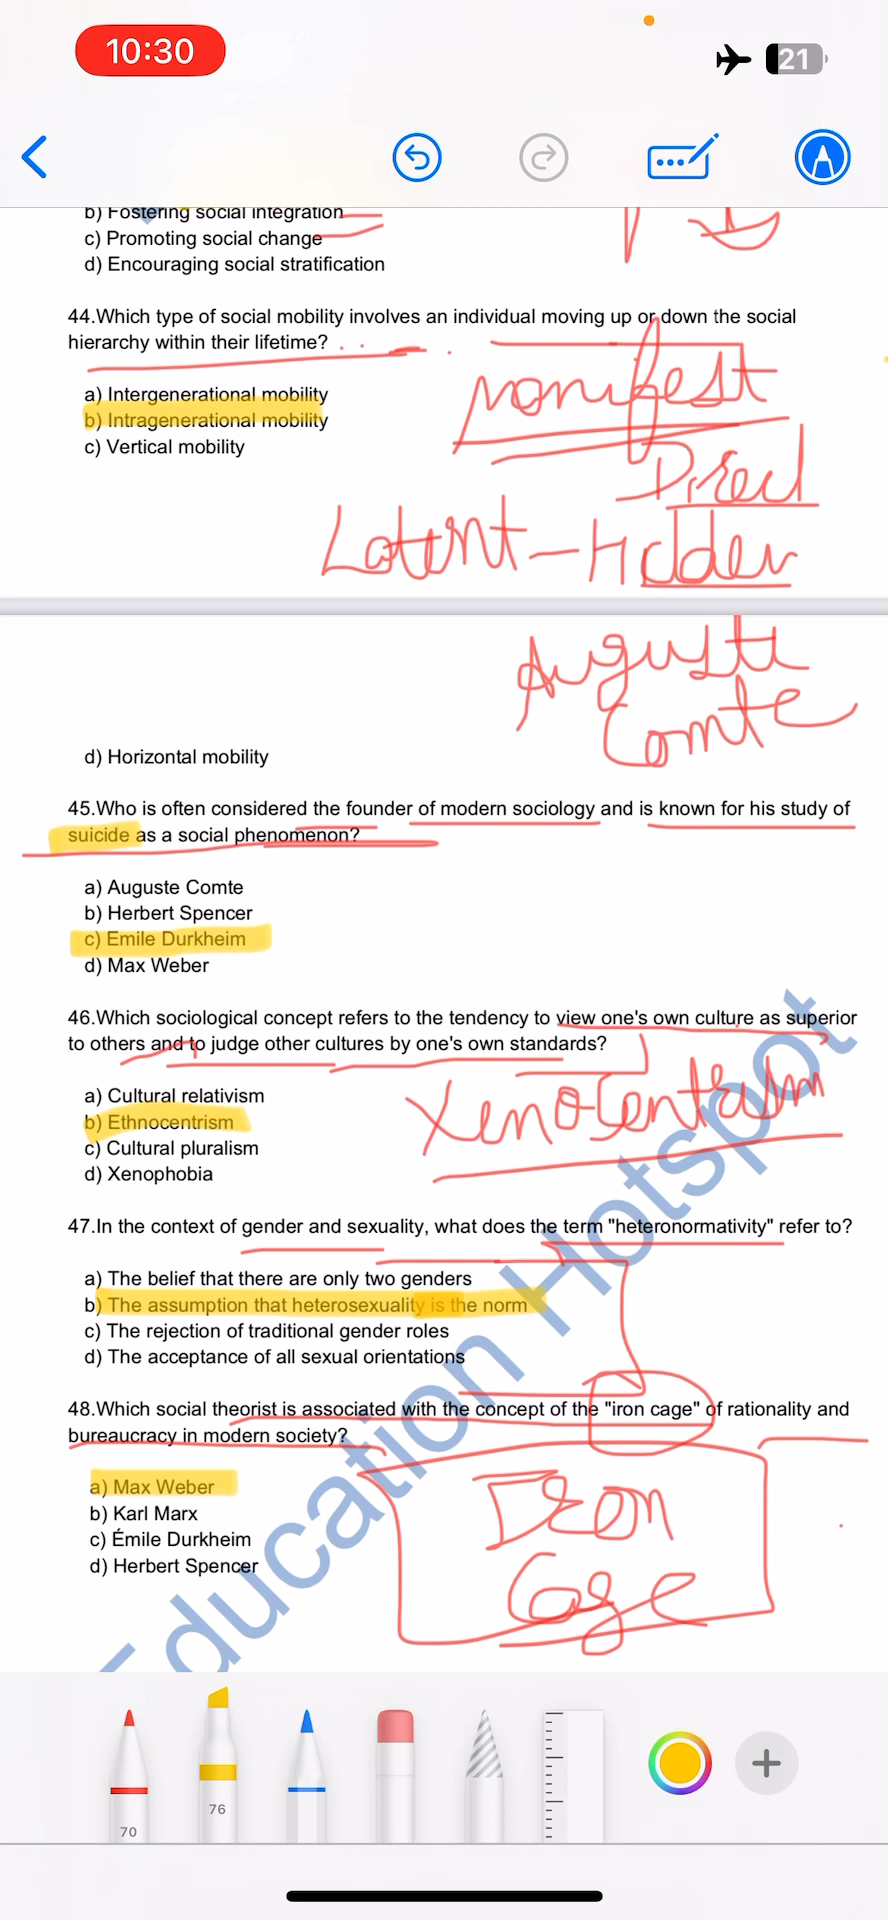 10:30
21
b) Fostering social integration
c) Promoting social change
d) Encouraging social stratification
44.Which type of social mobility involves an individual moving up or down the social
hierarchy within their lifetime?
a) Intergenerational mobility
b) Intragenerational mobility
c) Vertical mobility
Manifest
Direct
Latent-Hidden
Auguste
Comte
d) Horizontal mobility
45.Who is often considered the founder of modern sociology and is known for his study of
suicide as a social phenomenon?
a) Auguste Comte
b) Herbert Spencer
c) Emile Durkheim
d) Max Weber
46.Which sociological concept refers to the tendency to view one's own culture as superior
to others and to judge other cultures by one's own standards?
a) Cultural relativism
b) Ethnocentrism
c) Cultural pluralism
d) Xenophobia
Xenocentrism
47.In the context of gender and sexuality, what does the term "heteronormativity" refer to?
a) The belief that there are only two genders
b) The assumption that heterosexuality is the norm
c) The rejection of traditional gender roles
d) The acceptance of all sexual orientations
48.Which social theorist is associated with the concept of the "iron cage" of rationality and
bureaucracy in modern society?
a) Max Weber
b) Karl Marx
c) Émile Durkheim
d) Herbert Spencer
Iron
Cage
Education Hotspot
70
76